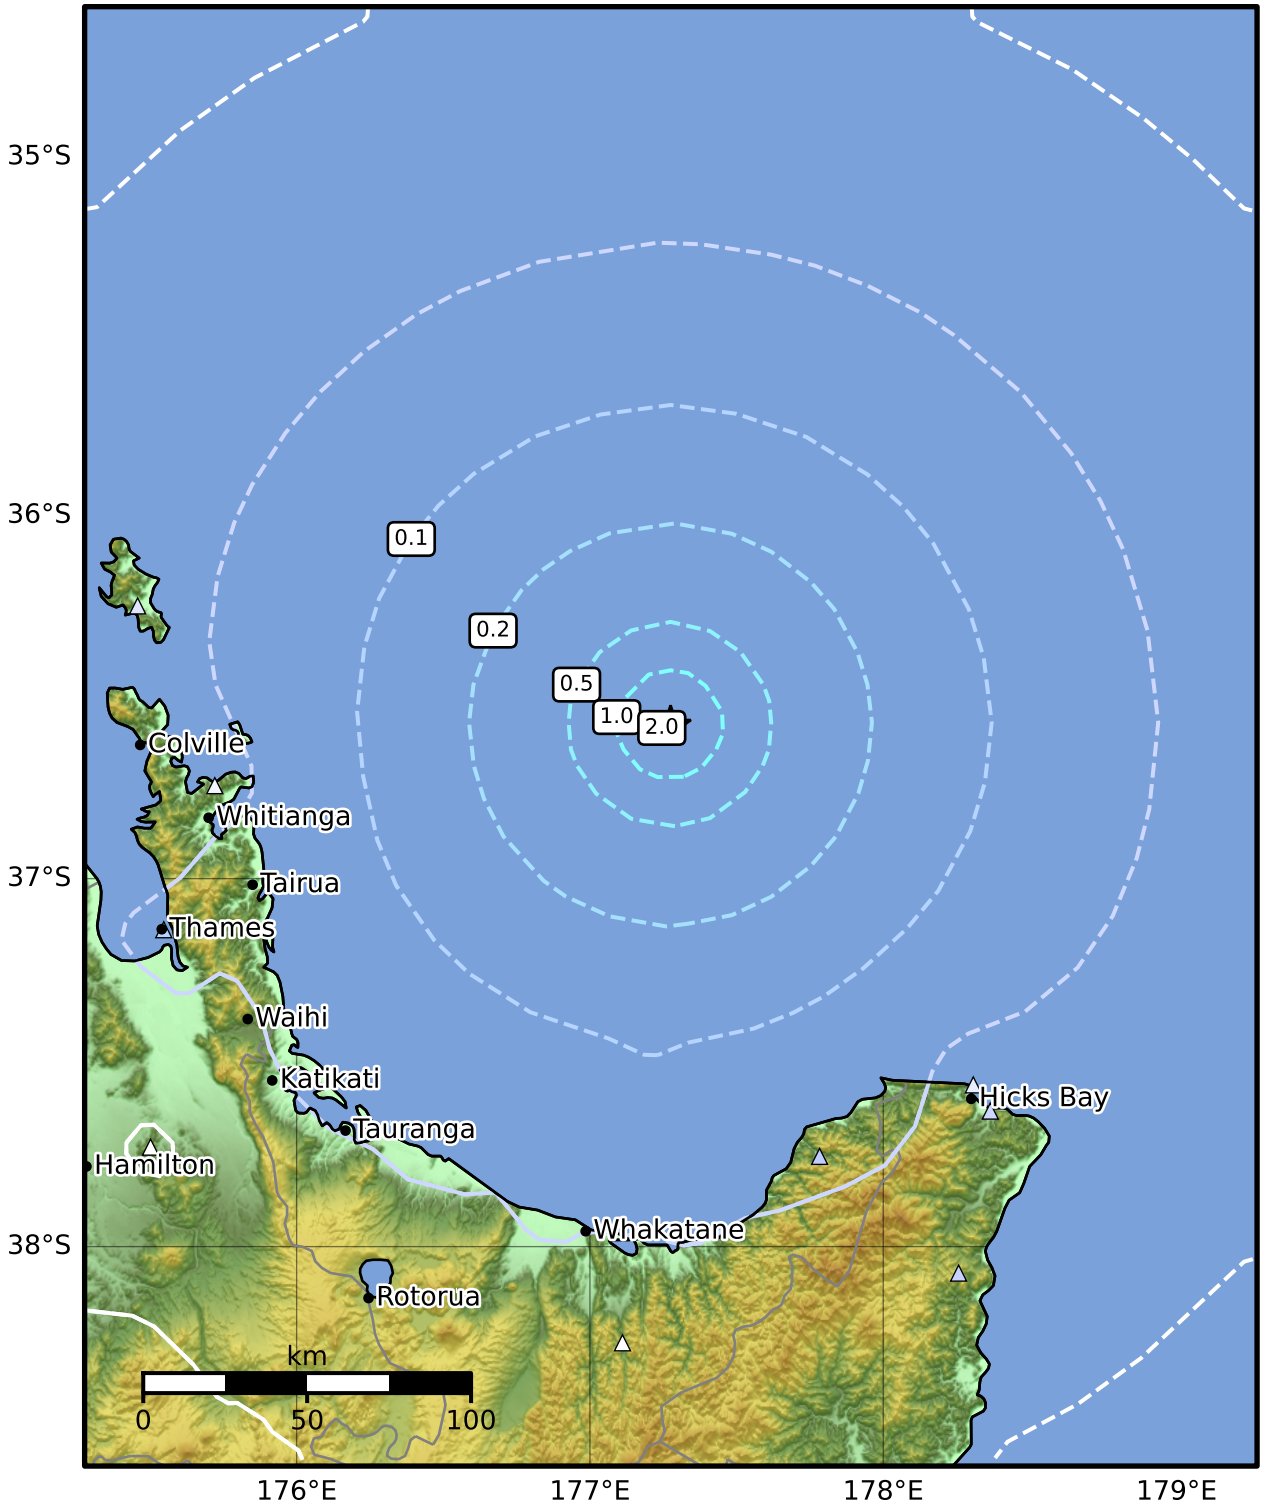 35°S
36°S
0.1
0.2
0.5
1.0
2.0
Colville
Whitianga
37°S
Tairua
Thames
Waihi
Katikati
Hicks Bay
Tauranga
Hamilton
Whakatane
38°S
Rotorua
km
0 50 100
176°E 177°E 178°E 179°E